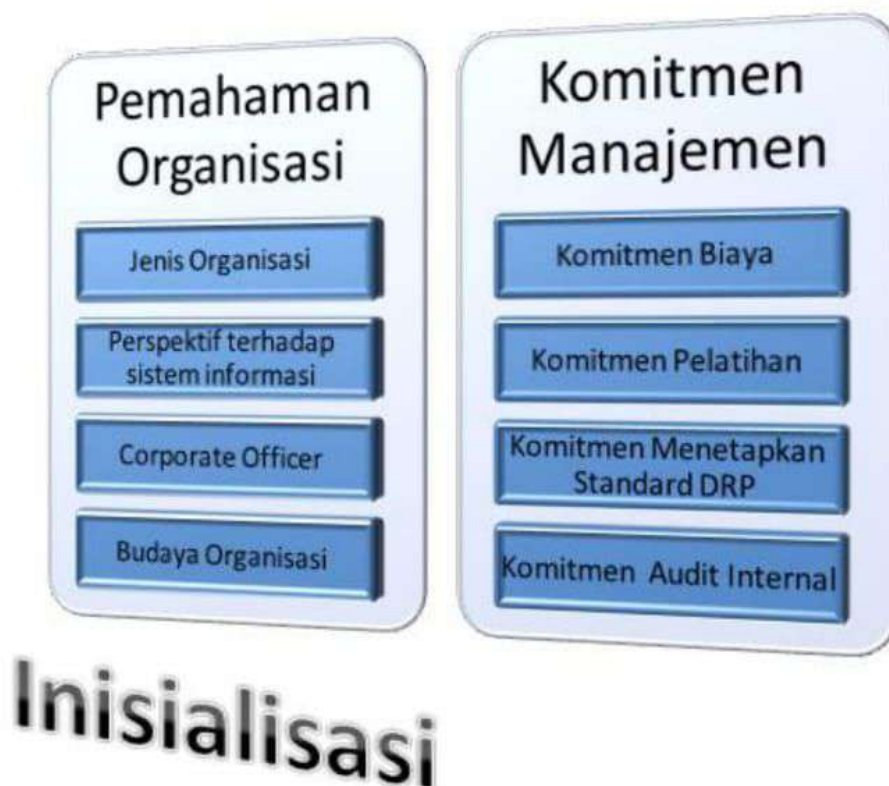 Pemahaman
Organisasi
Jenis Organisasi
Perspektif terhadap
sistem informasi
Corporate Officer
Budaya Organisasi
Komitmen
Manajemen
Komitmen Biaya
Komitmen Pelatihan
Komitmen Menetapkan
Standard DRP
Komitmen Audit Internal
Inisialisasi